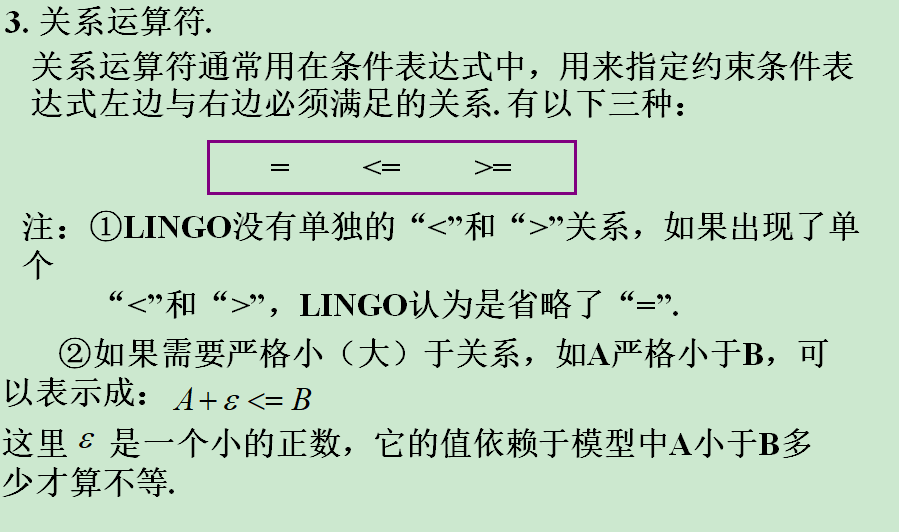 3. 关系运算符.
关系运算符通常用在条件表达式中，用来指定约束条件表
达式左边与右边必须满足的关系. 有以下三种：
= <= >=
注：①LINGO没有单独的“<”和“>”关系，如果出现了单
个
“<”和“>”，LINGO认为是省略了“=”.
②如果需要严格小（大）于关系，如A严格小于B，可
以表示成： A+ε <= B
这里 ε 是一个小的正数，它的值依赖于模型中A小于B多
少才算不等.